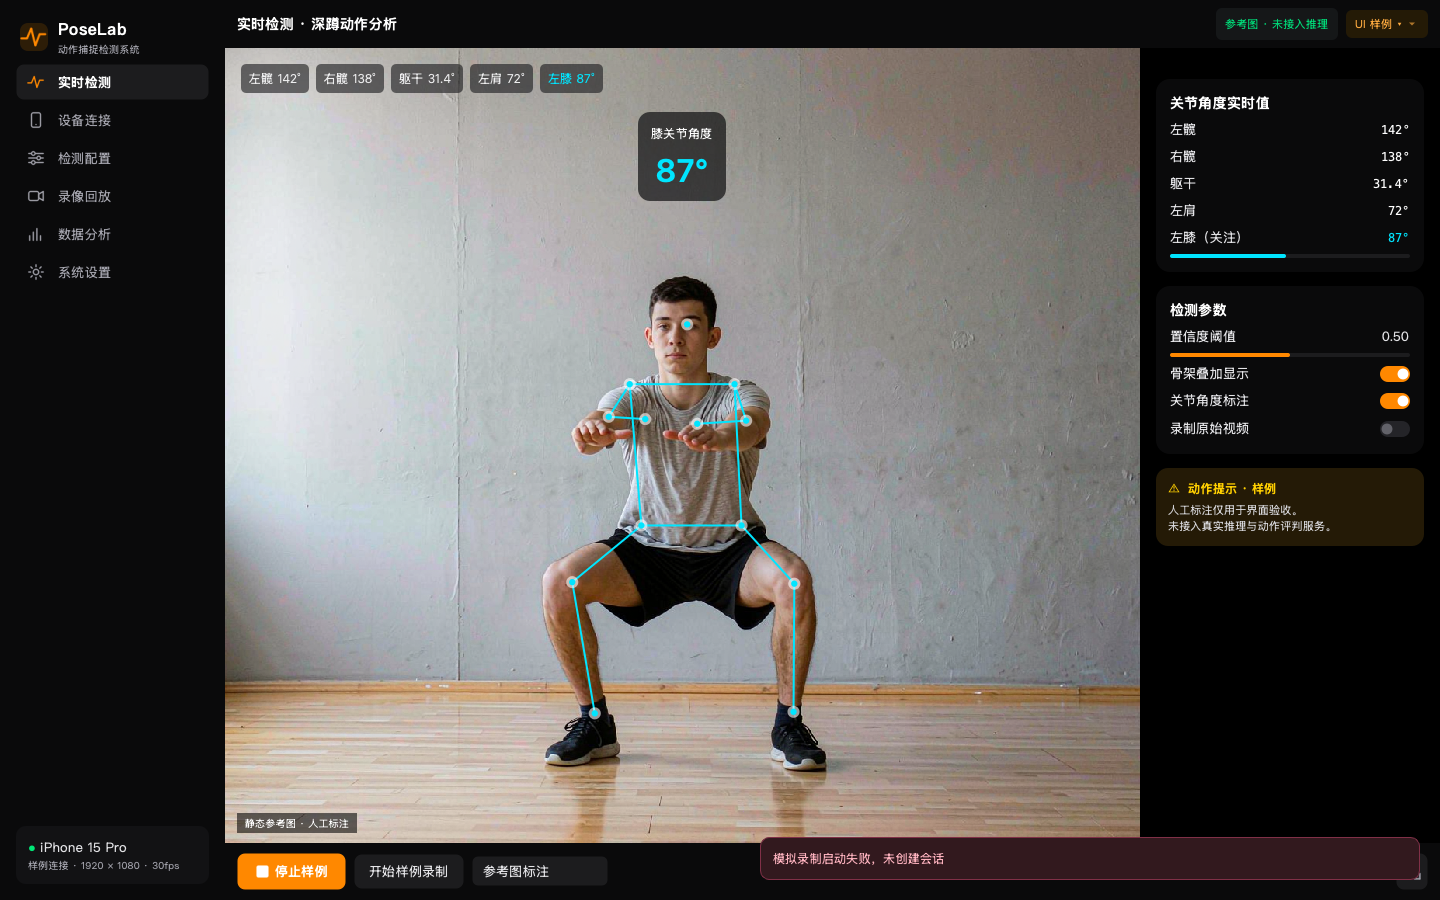 PoseLab
动作捕捉检测系统
实时检测
设备连接
检测配置
录像回放
数据分析
系统设置
iPhone 15 Pro
样例连接 · 1920 × 1080 · 30fps
实时检测 · 深蹲动作分析
参考图 · 未接入推理
UI 样例 ·
左髋 142°
右髋 138°
躯干 31.4°
左肩 72°
左膝 87°
膝关节角度
87°
静态参考图 · 人工标注
停止样例
开始样例录制
参考图标注
关节角度实时值
左髋 142°
右髋 138°
躯干 31.4°
左肩 72°
左膝（关注） 87°
检测参数
置信度阈值 0.50
骨架叠加显示
关节角度标注
录制原始视频
⚠ 动作提示 · 样例
人工标注仅用于界面验收。
未接入真实推理与动作评判服务。
模拟录制启动失败，未创建会话